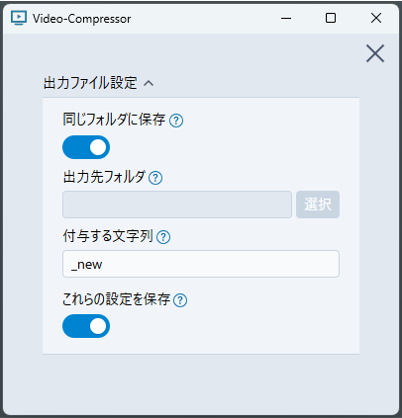 Video-Compressor
出力ファイル設定
同じフォルダに保存 ?
出力先フォルダ ?
選択
付与する文字列 ?
_new
これらの設定を保存 ?